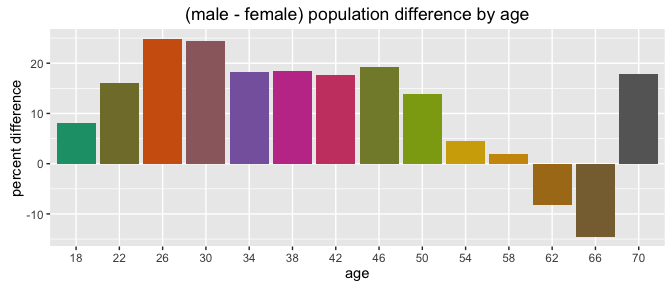 (male - female) population difference by age
percent difference
20
10
0
-10
18 22 26 30 34 38 42 46 50 54 58 62 66 70
age